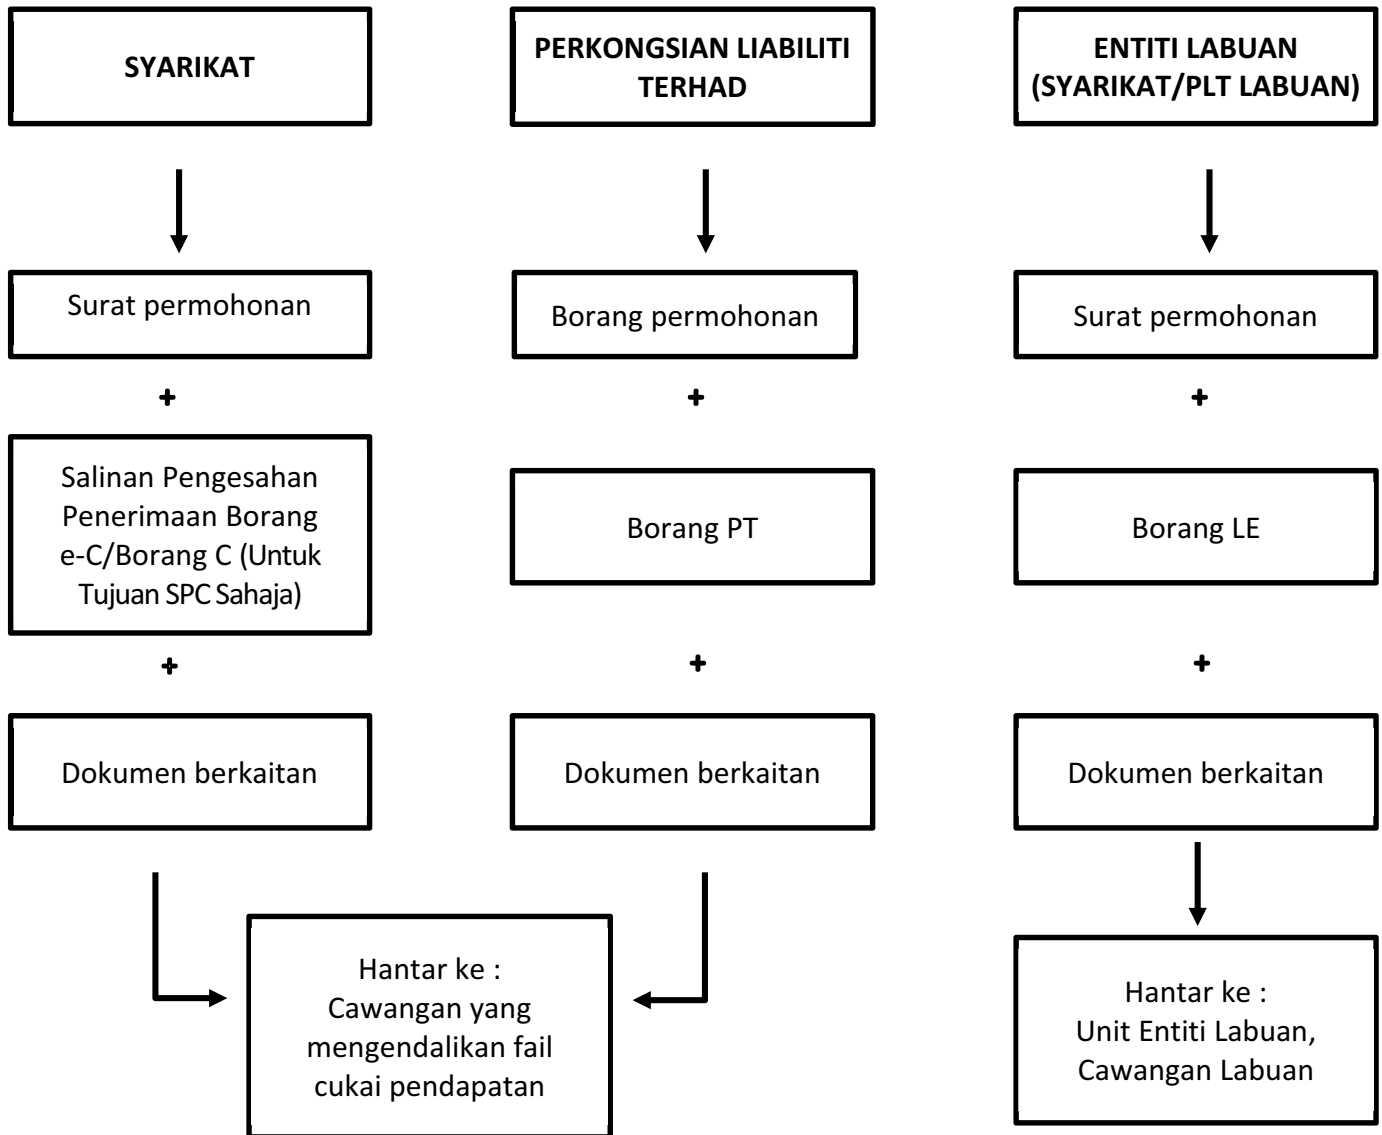 SYARIKAT
PERKONGSIAN LIABILITI
TERHAD
ENTITI LABUAN
(SYARIKAT/PLT LABUAN)
Surat permohonan
Borang permohonan
Surat permohonan
+
+
+
Salinan Pengesahan
Penerimaan Borang
e-C/Borang C (Untuk
Tujuan SPC Sahaja)
Borang PT
Borang LE
+
+
+
Dokumen berkaitan
Dokumen berkaitan
Dokumen berkaitan
Hantar ke :
Cawangan yang
mengendalikan fail
cukai pendapatan
Hantar ke :
Unit Entiti Labuan,
Cawangan Labuan